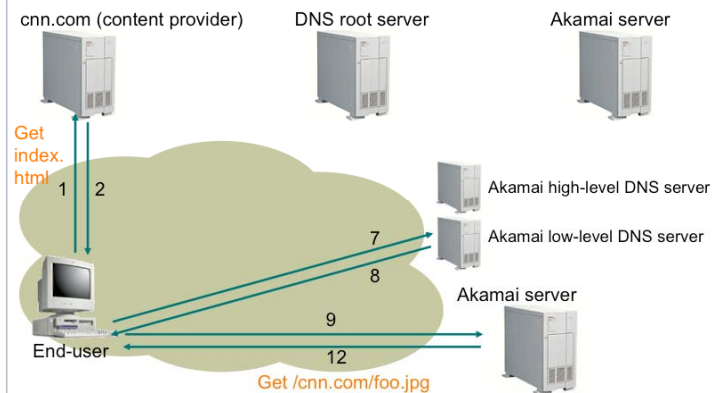 cnn.com (content provider)
DNS root server
Akamai server
Get
index.
html
1
2
Akamai high-level DNS server
Akamai low-level DNS server
7
8
Akamai server
9
End-user
12
Get /cnn.com/foo.jpg